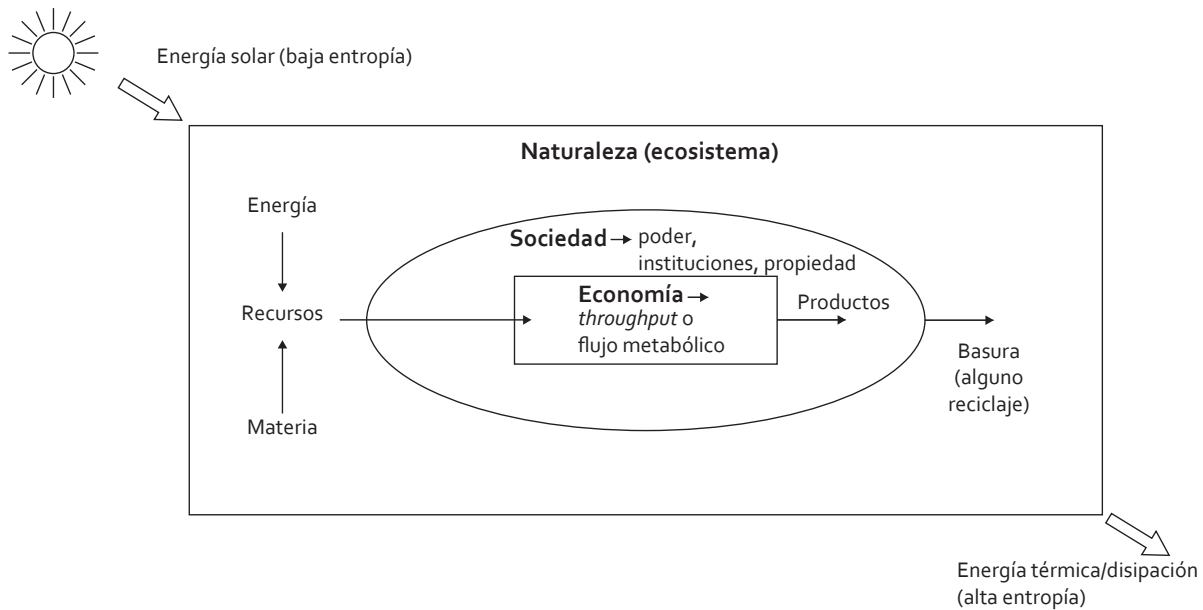 Energía solar (baja entropía)
Naturaleza (ecosistema)
Energía
Sociedad → poder,
instituciones, propiedad
Economía →
throughput o
flujo metabólico
Productos
Recursos
Basura
(alguno
reciclaje)
Materia
Energía térmica/disipación
(alta entropía)